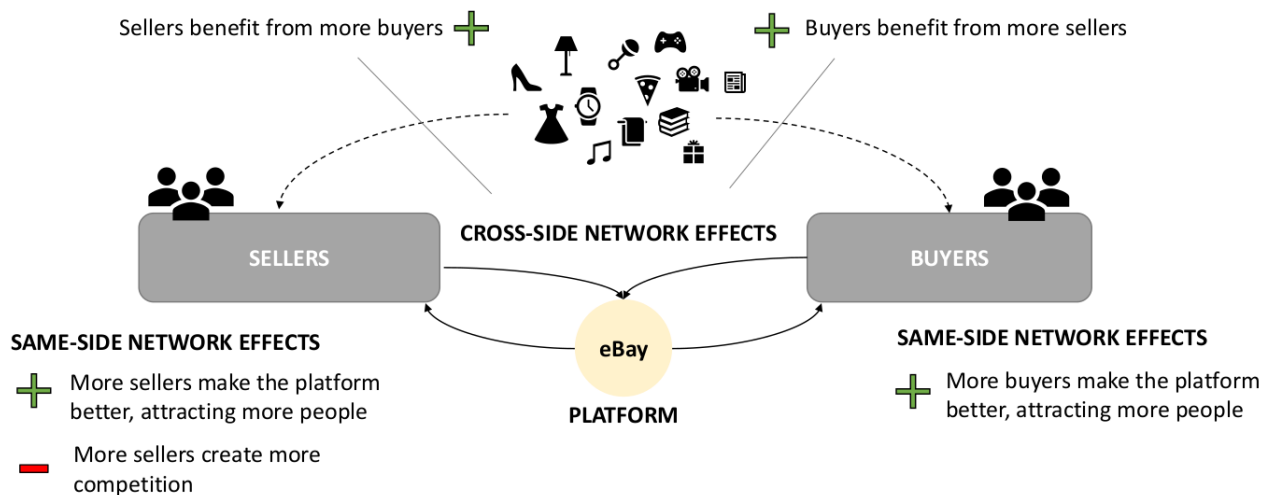 Sellers benefit from more buyers
Buyers benefit from more sellers
CROSS-SIDE NETWORK EFFECTS
SELLERS
BUYERS
eBay
PLATFORM
SAME-SIDE NETWORK EFFECTS
More sellers make the platform
better, attracting more people
More sellers create more
competition
SAME-SIDE NETWORK EFFECTS
More buyers make the platform
better, attracting more people